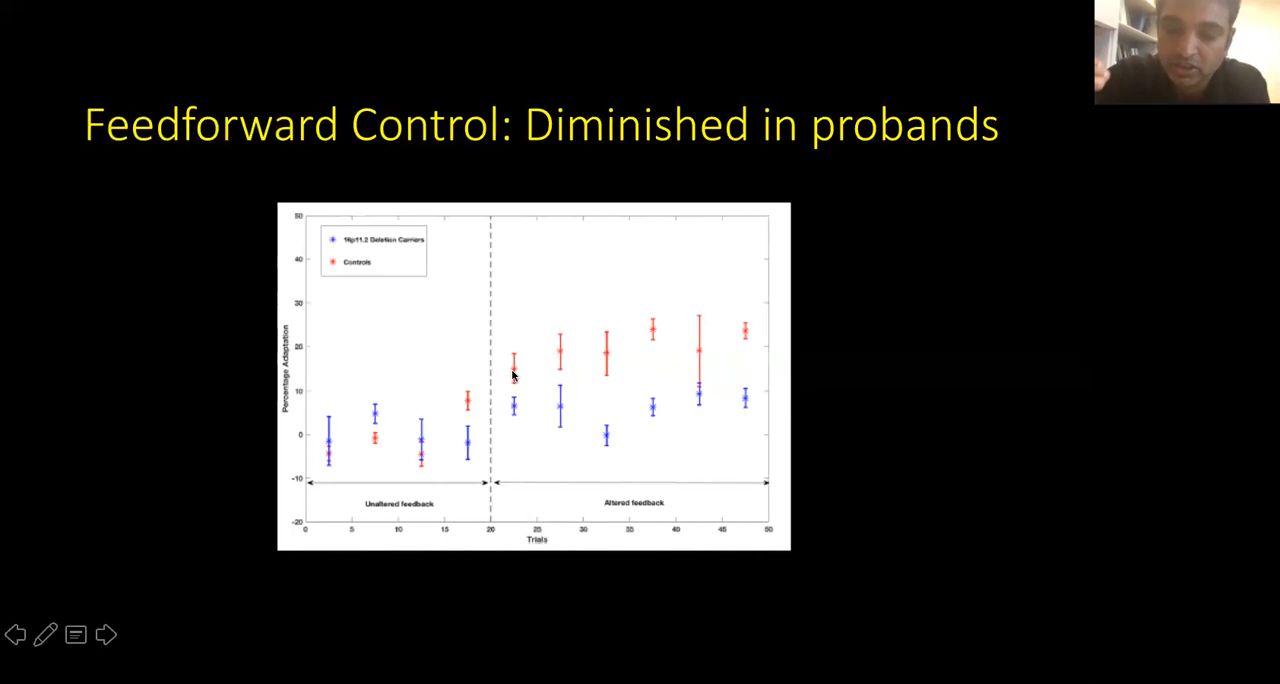 Feedforward Control: Diminished in probands
50
16p11.2 Deletion Carriers
40
Controls
30
Percentage Adaptation
20
10
0
-10
Unaltered feedback
Altered feedback
-20
0 5 10 15 20 25 30 35 40 45 50
Trials